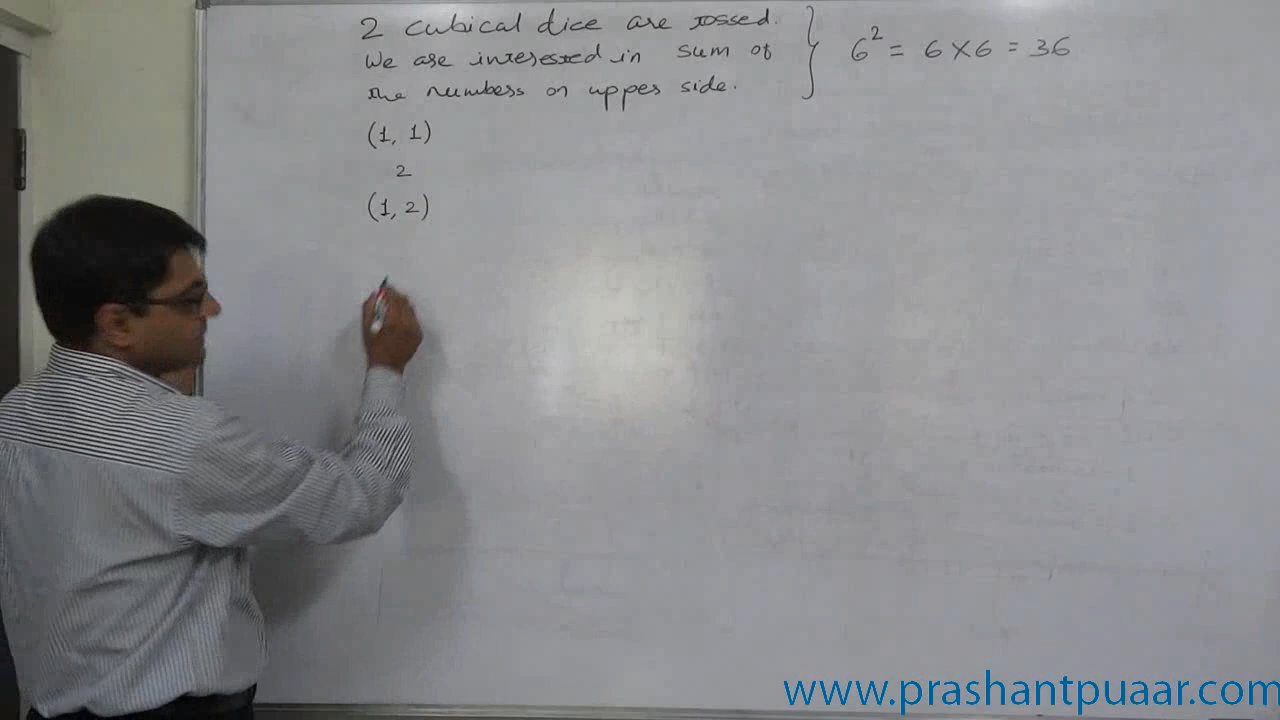 2 cubical dice are tossed.
We are interested in sum of
the numbers on upper side.
6² = 6 × 6 = 36
(1, 1)
2
(1, 2)
www.prashantpuaar.com